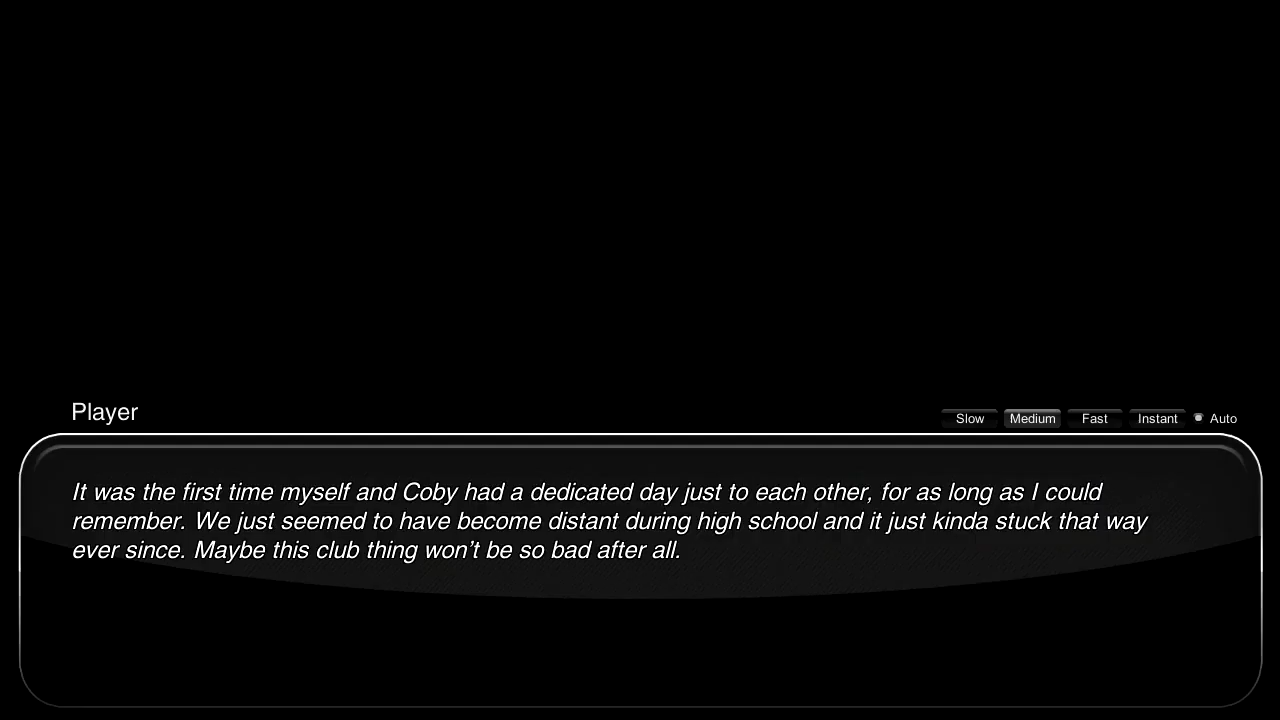 Player
Slow Medium Fast Instant Auto
It was the first time myself and Coby had a dedicated day just to each other, for as long as I could
remember. We just seemed to have become distant during high school and it just kinda stuck that way
ever since. Maybe this club thing won't be so bad after all.